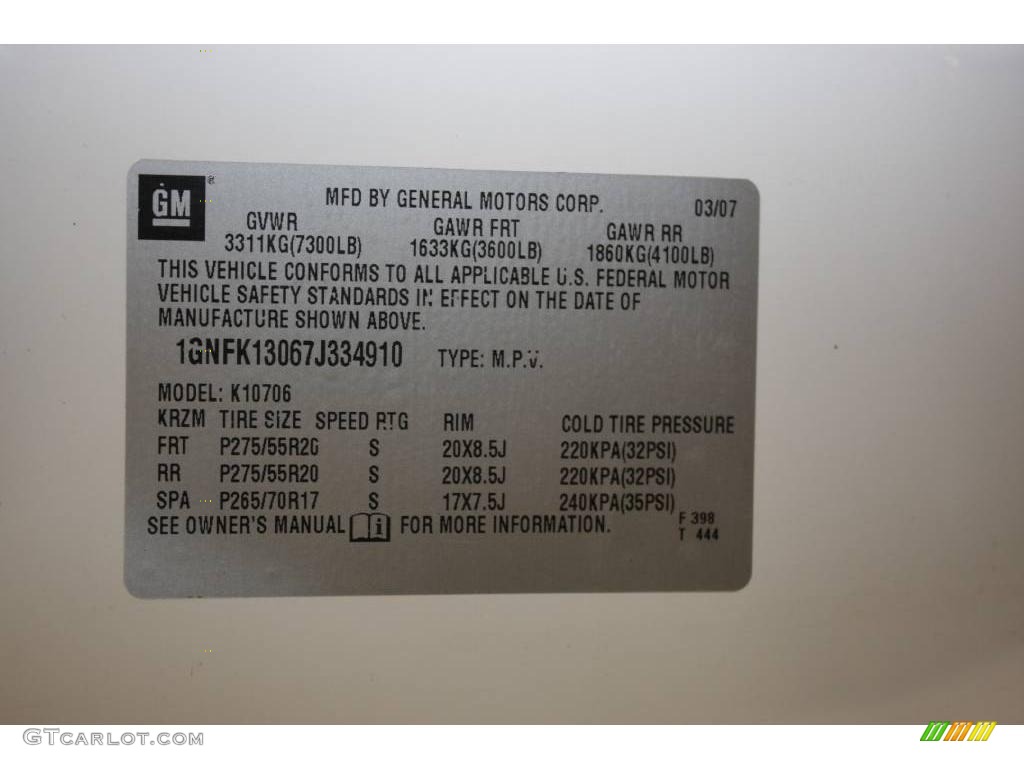 GM®
MFD BY GENERAL MOTORS CORP. 03/07
GVWR GAWR FRT GAWR RR
3311KG(7300LB) 1633KG(3600LB) 1860KG(4100LB)
THIS VEHICLE CONFORMS TO ALL APPLICABLE U.S. FEDERAL MOTOR
VEHICLE SAFETY STANDARDS IN EFFECT ON THE DATE OF
MANUFACTURE SHOWN ABOVE.
1GNFK13067J334910 TYPE: M.P.V.
MODEL: K10706
KRZM TIRE SIZE SPEED RTG RIM COLD TIRE PRESSURE
FRT P275/55R20 S 20X8.5J 220KPA(32PSI)
RR P275/55R20 S 20X8.5J 220KPA(32PSI)
SPA P265/70R17 S 17X7.5J 240KPA(35PSI)
SEE OWNER'S MANUAL i FOR MORE INFORMATION. F 398
T 444
GTCARLOT.COM